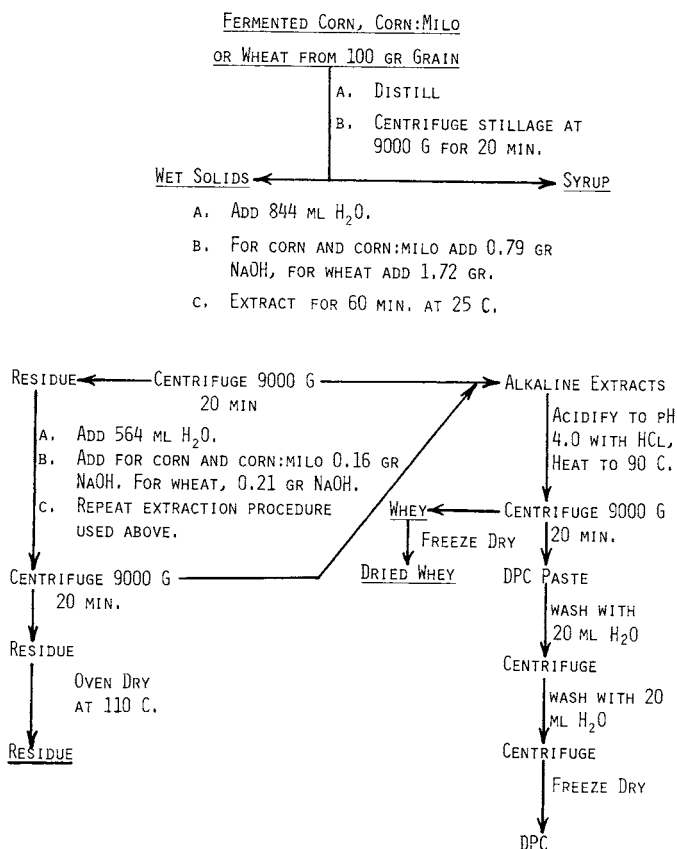 FERMENTED CORN, CORN:MILO
OR WHEAT FROM 100 GR GRAIN
A. DISTILL
B. CENTRIFUGE STILLAGE AT
9000 G FOR 20 MIN.
WET SOLIDS
SYRUP
A. ADD 844 ML H₂O.
B. FOR CORN AND CORN:MILO ADD 0.79 GR
NAOH, FOR WHEAT ADD 1.72 GR.
C. EXTRACT FOR 60 MIN. AT 25 C.
RESIDUE
CENTRIFUGE 9000 G
20 MIN
ALKALINE EXTRACTS
A. ADD 564 ML H₂O.
B. ADD FOR CORN AND CORN:MILO 0.16 GR
NAOH. FOR WHEAT, 0.21 GR NAOH.
C. REPEAT EXTRACTION PROCEDURE
USED ABOVE.
ACIDIFY TO PH
4.0 WITH HCL,
HEAT TO 90 C.
WHEY
CENTRIFUGE 9000 G
20 MIN.
FREEZE DRY
DRIED WHEY
CENTRIFUGE 9000 G
20 MIN.
DPC PASTE
WASH WITH
20 ML H₂O
RESIDUE
CENTRIFUGE
OVEN DRY
AT 110 C.
WASH WITH 20
ML H₂O
RESIDUE
CENTRIFUGE
FREEZE DRY
DPC